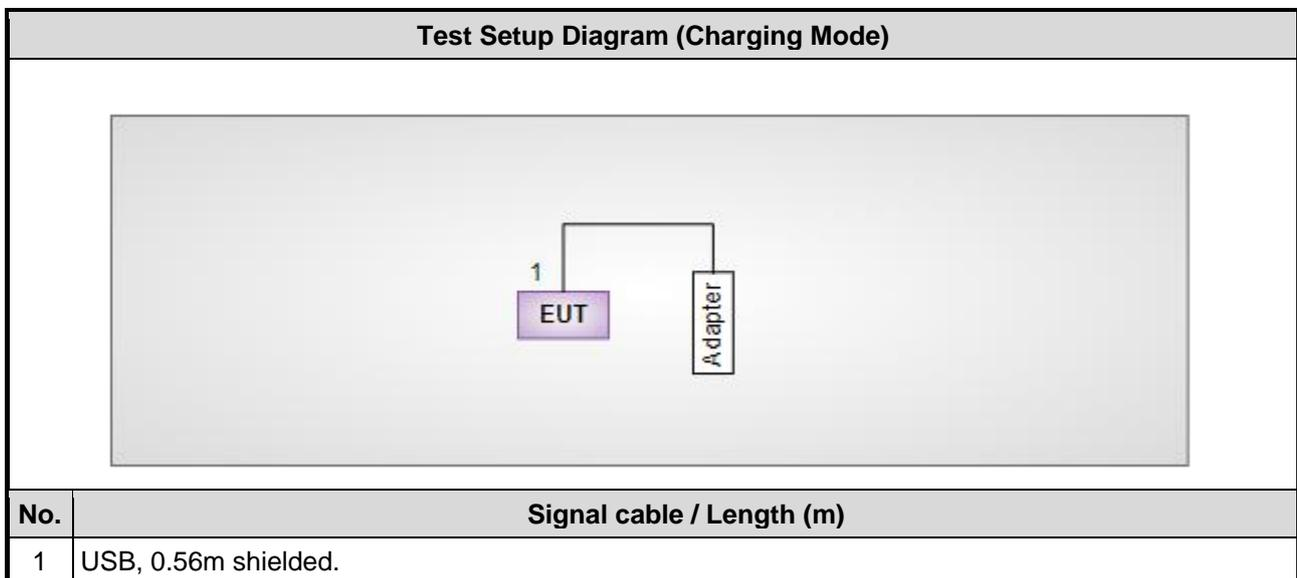 Test Setup Diagram (Charging Mode)
1
EUT
Adapter
No. Signal cable / Length (m)
1 USB, 0.56m shielded.